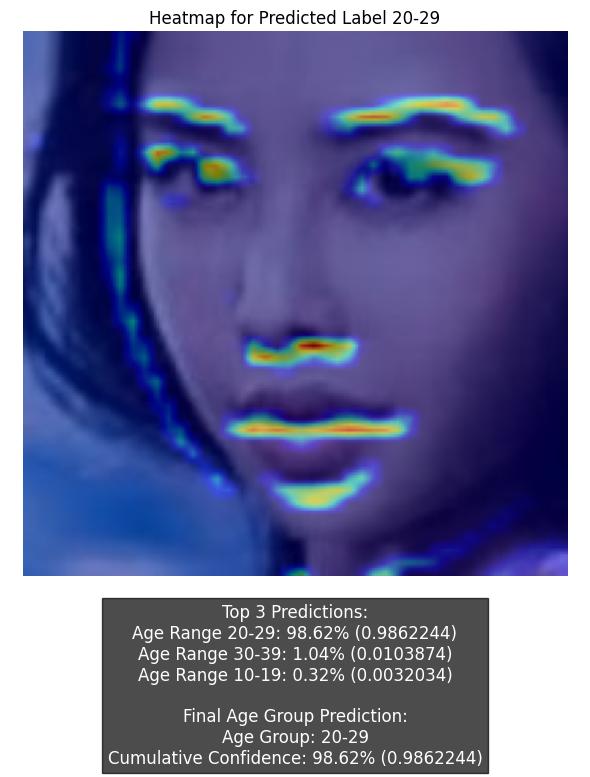 Heatmap for Predicted Label 20-29
Top 3 Predictions:
Age Range 20-29: 98.62% (0.9862244)
Age Range 30-39: 1.04% (0.0103874)
Age Range 10-19: 0.32% (0.0032034)
Final Age Group Prediction:
Age Group: 20-29
Cumulative Confidence: 98.62% (0.9862244)